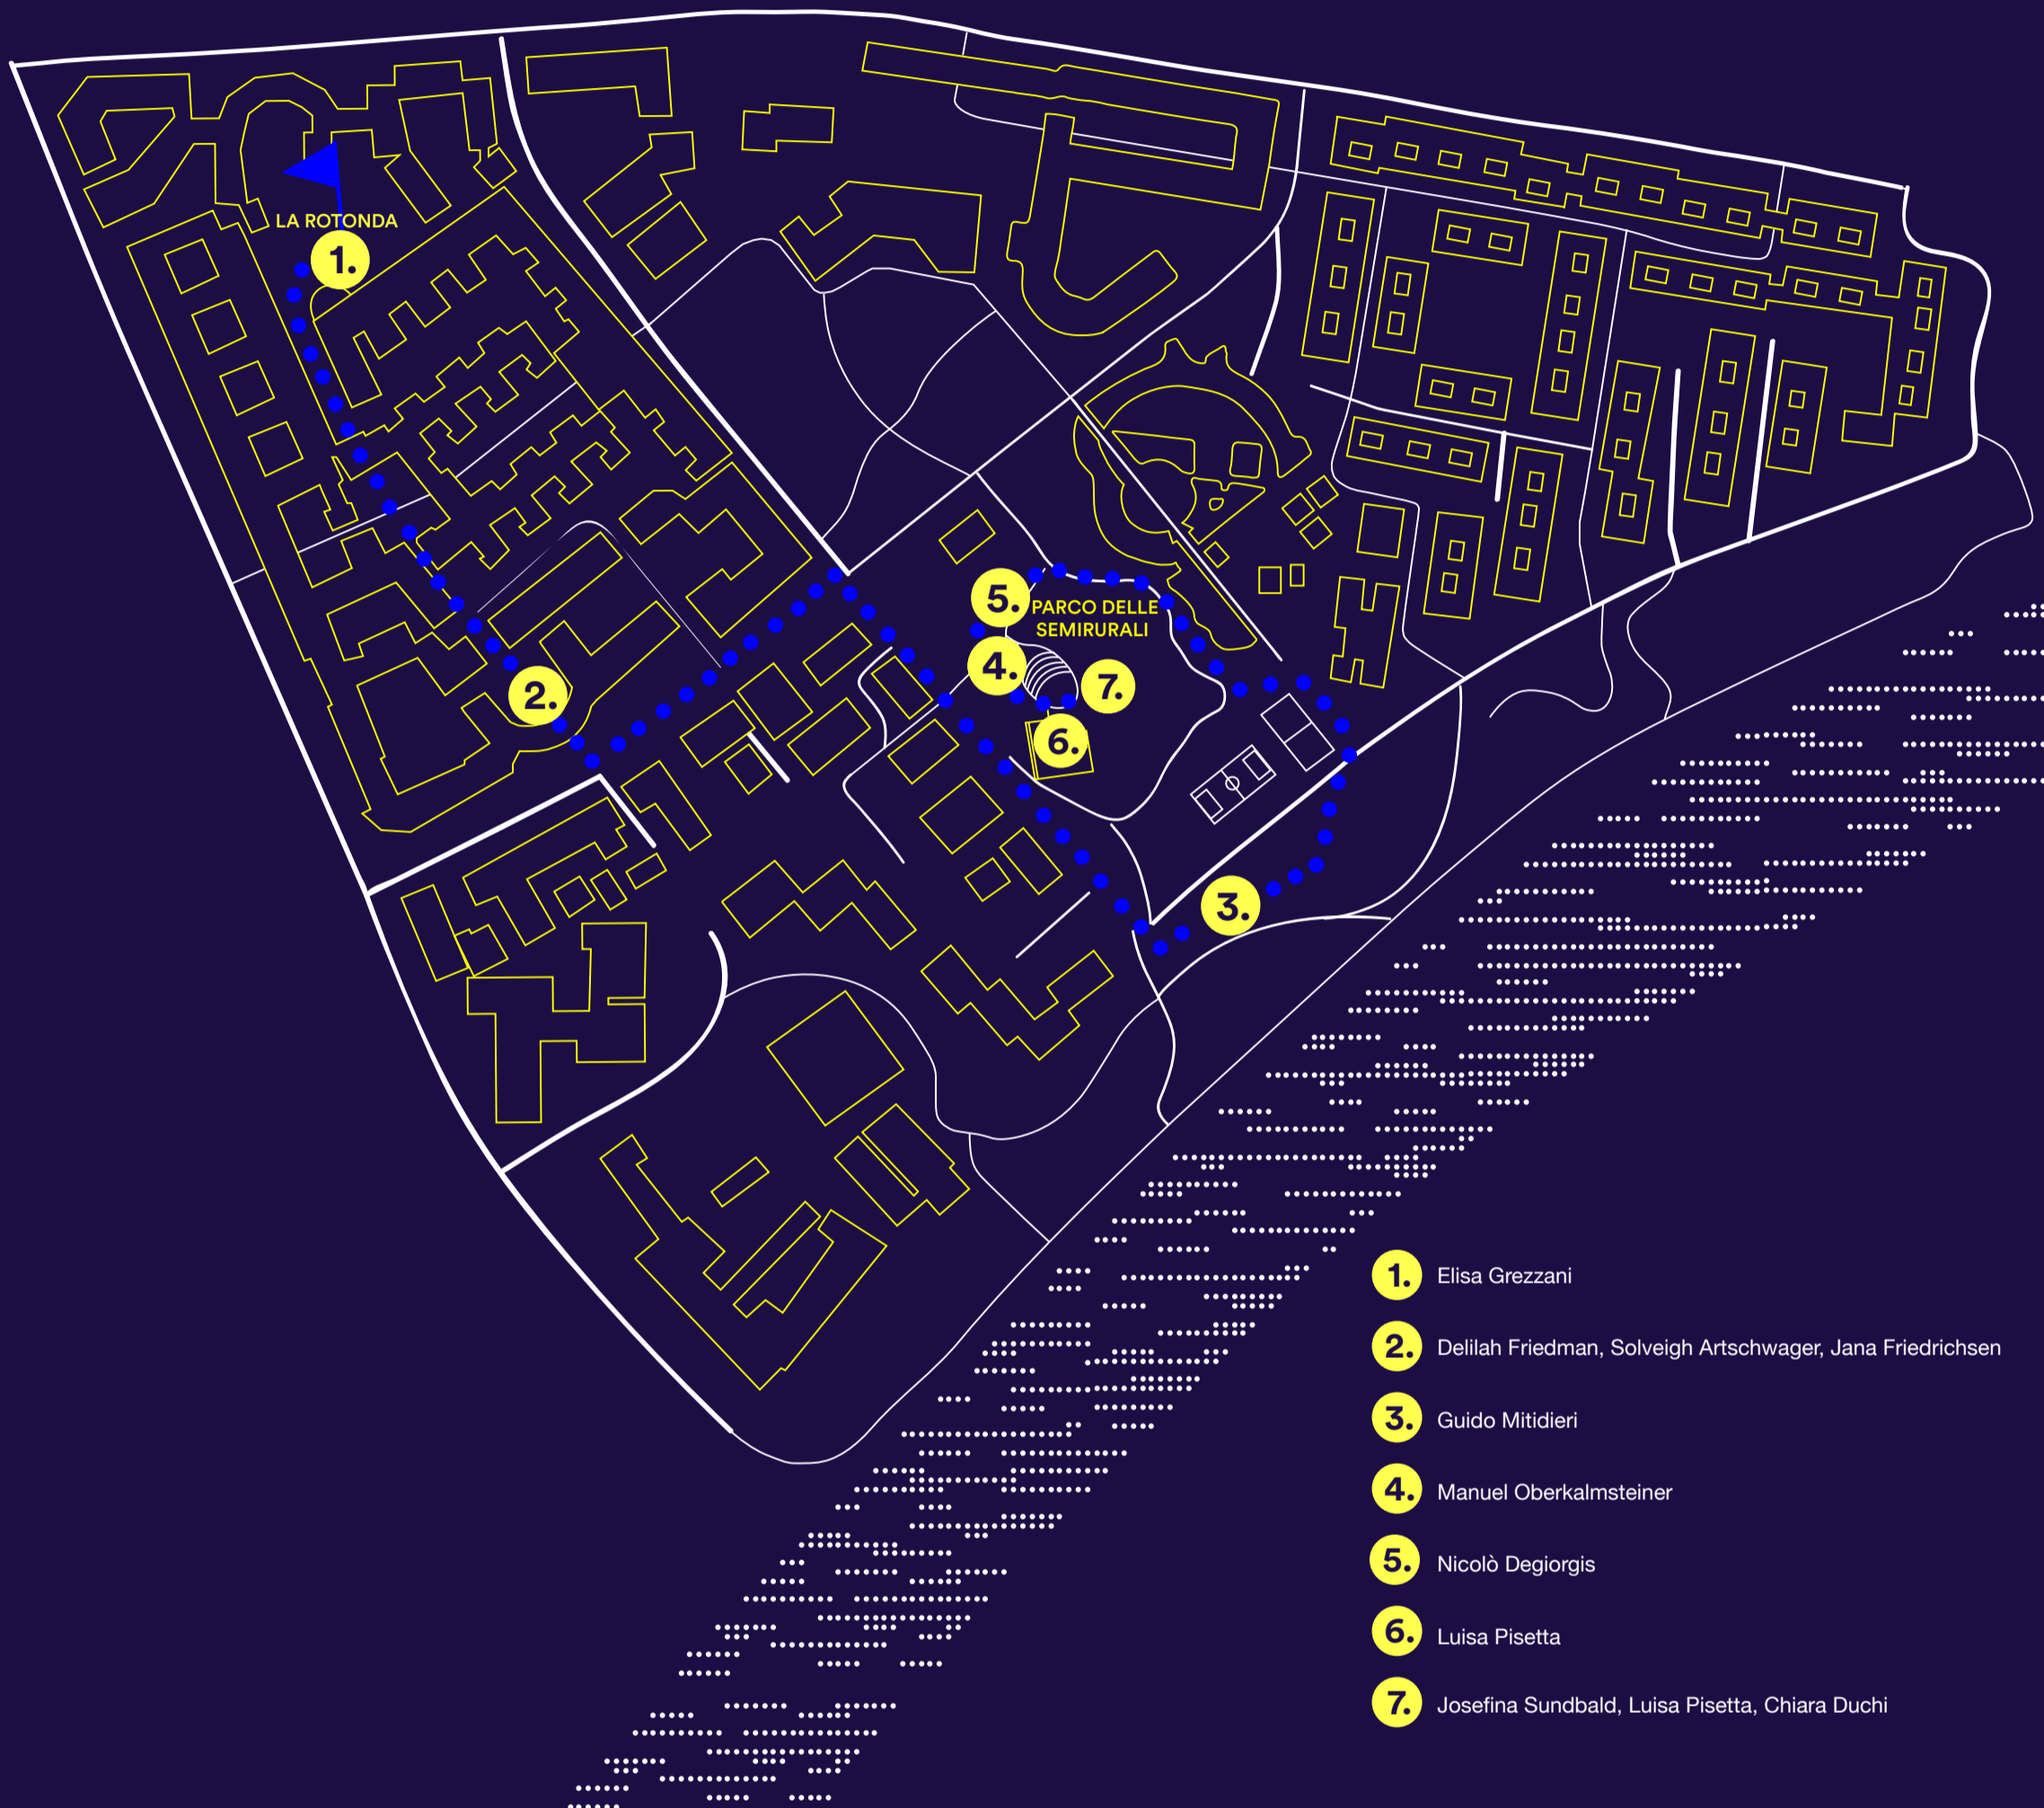 LA ROTONDA
1.
5.
PARCO DELLE
SEMIRURALI
4.
7.
2.
6.
3.
1. Elisa Grezzani
2. Delilah Friedman, Solveigh Artschwager, Jana Friedrichsen
3. Guido Mitidieri
4. Manuel Oberkalmsteiner
5. Nicolò Degiorgis
6. Luisa Pisetta
7. Josefina Sundbald, Luisa Pisetta, Chiara Duchi